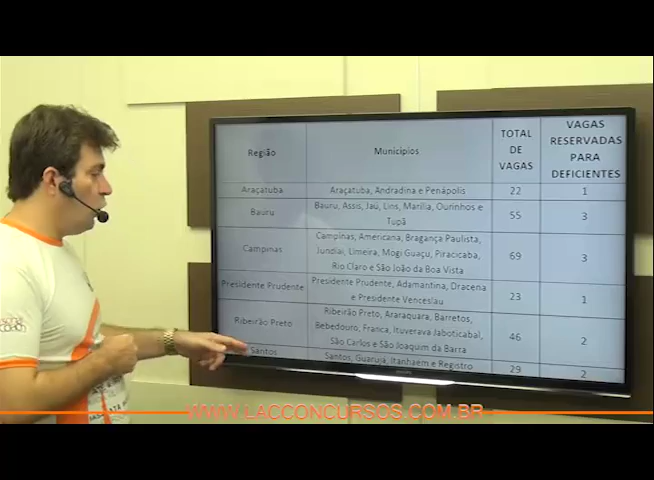 Região
Municípios
TOTAL
DE
VAGAS
VAGAS
RESERVADAS
PARA
DEFICIENTES
Araçatuba
Araçatuba, Andradina e Penápolis
22
1
Bauru
Bauru, Assis, Jaú, Lins, Marília, Ourinhos e
Tupã
55
3
Campinas
Campinas, Americana, Bragança Paulista,
Jundiaí, Limeira, Mogi Guaçu, Piracicaba,
Rio Claro e São João da Boa Vista
69
3
Presidente Prudente
Presidente Prudente, Adamantina, Dracena
e Presidente Venceslau
23
1
Ribeirão Preto
Ribeirão Preto, Araraquara, Barretos,
Bebedouro, Franca, Ituverava Jaboticabal,
São Carlos e São Joaquim da Barra
46
2
Santos
Santos, Guarujá, Itanhaém e Registro
29
2
WWW.LACCONCURSOS.COM.BR